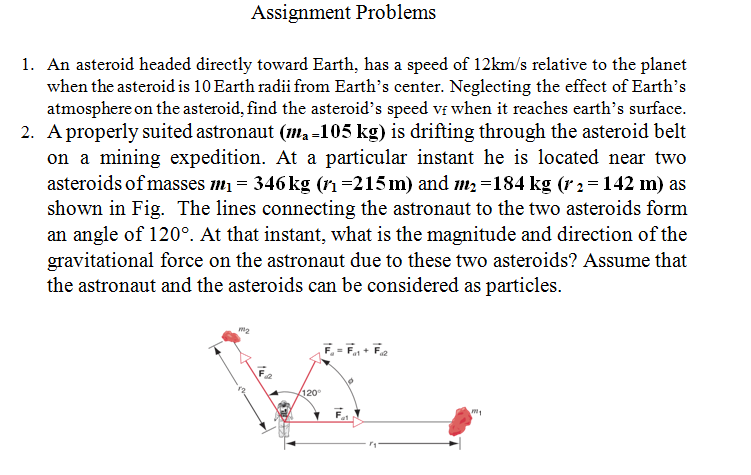 Assignment Problems
1. An asteroid headed directly toward Earth, has a speed of 12km/s relative to the planet
when the asteroid is 10 Earth radii from Earth's center. Neglecting the effect of Earth's
atmosphere on the asteroid, find the asteroid's speed vf when it reaches earth's surface.
2. A properly suited astronaut (ma =105 kg) is drifting through the asteroid belt
on a mining expedition. At a particular instant he is located near two
asteroids of masses m1 = 346 kg (r1 =215 m) and m2 =184 kg (r 2 = 142 m) as
shown in Fig. The lines connecting the astronaut to the two asteroids form
an angle of 120°. At that instant, what is the magnitude and direction of the
gravitational force on the astronaut due to these two asteroids? Assume that
the astronaut and the asteroids can be considered as particles.
m2
Fa = Fa1 + Fa2
Fa2
ϕ
r2
120°
Fa1
m1
r1